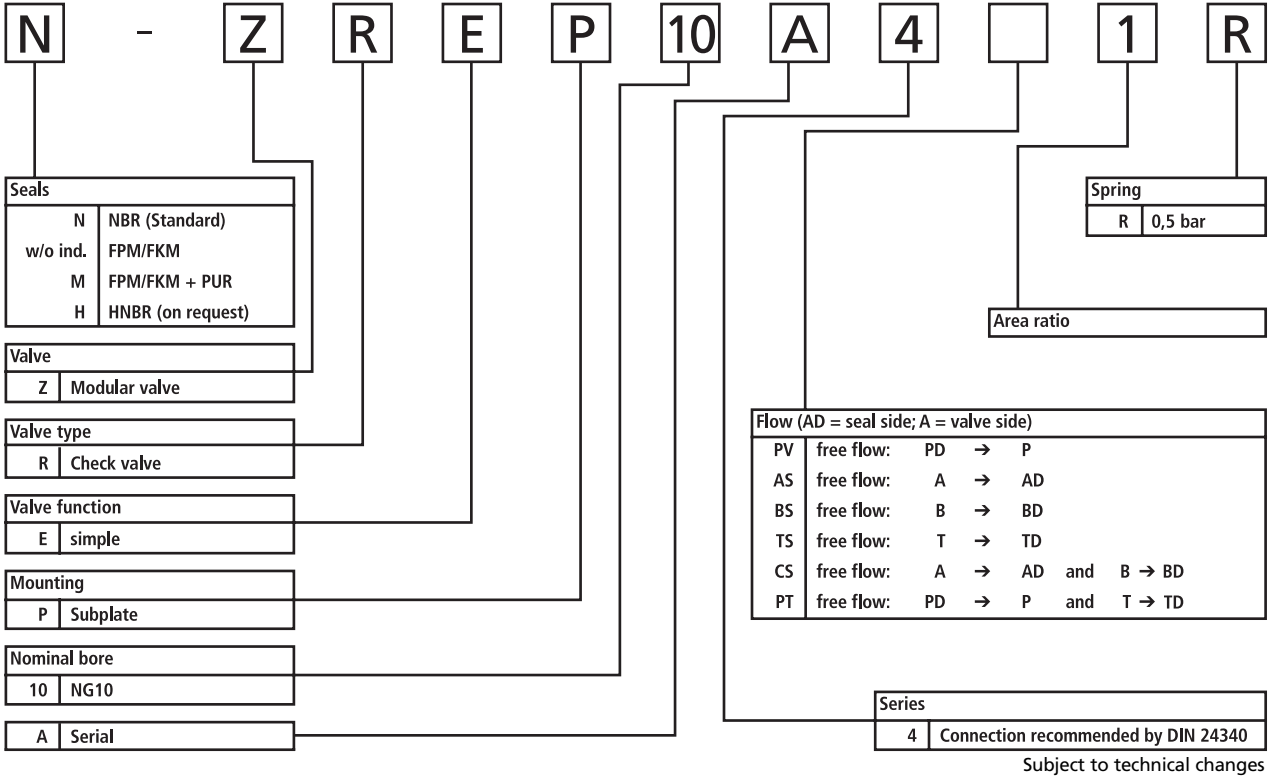 N - Z R E P 10 A 4 1 R
Seals
N NBR (Standard)
w/o ind. FPM/FKM
M FPM/FKM + PUR
H HNBR (on request)
Valve
Z Modular valve
Valve type
R Check valve
Valve function
E simple
Mounting
P Subplate
Nominal bore
10 NG10
A Serial
Spring
R 0,5 bar
Area ratio
Flow (AD = seal side; A = valve side)
PV free flow: PD → P
AS free flow: A → AD
BS free flow: B → BD
TS free flow: T → TD
CS free flow: A → AD and B → BD
PT free flow: PD → P and T → TD
Series
4 Connection recommended by DIN 24340
Subject to technical changes